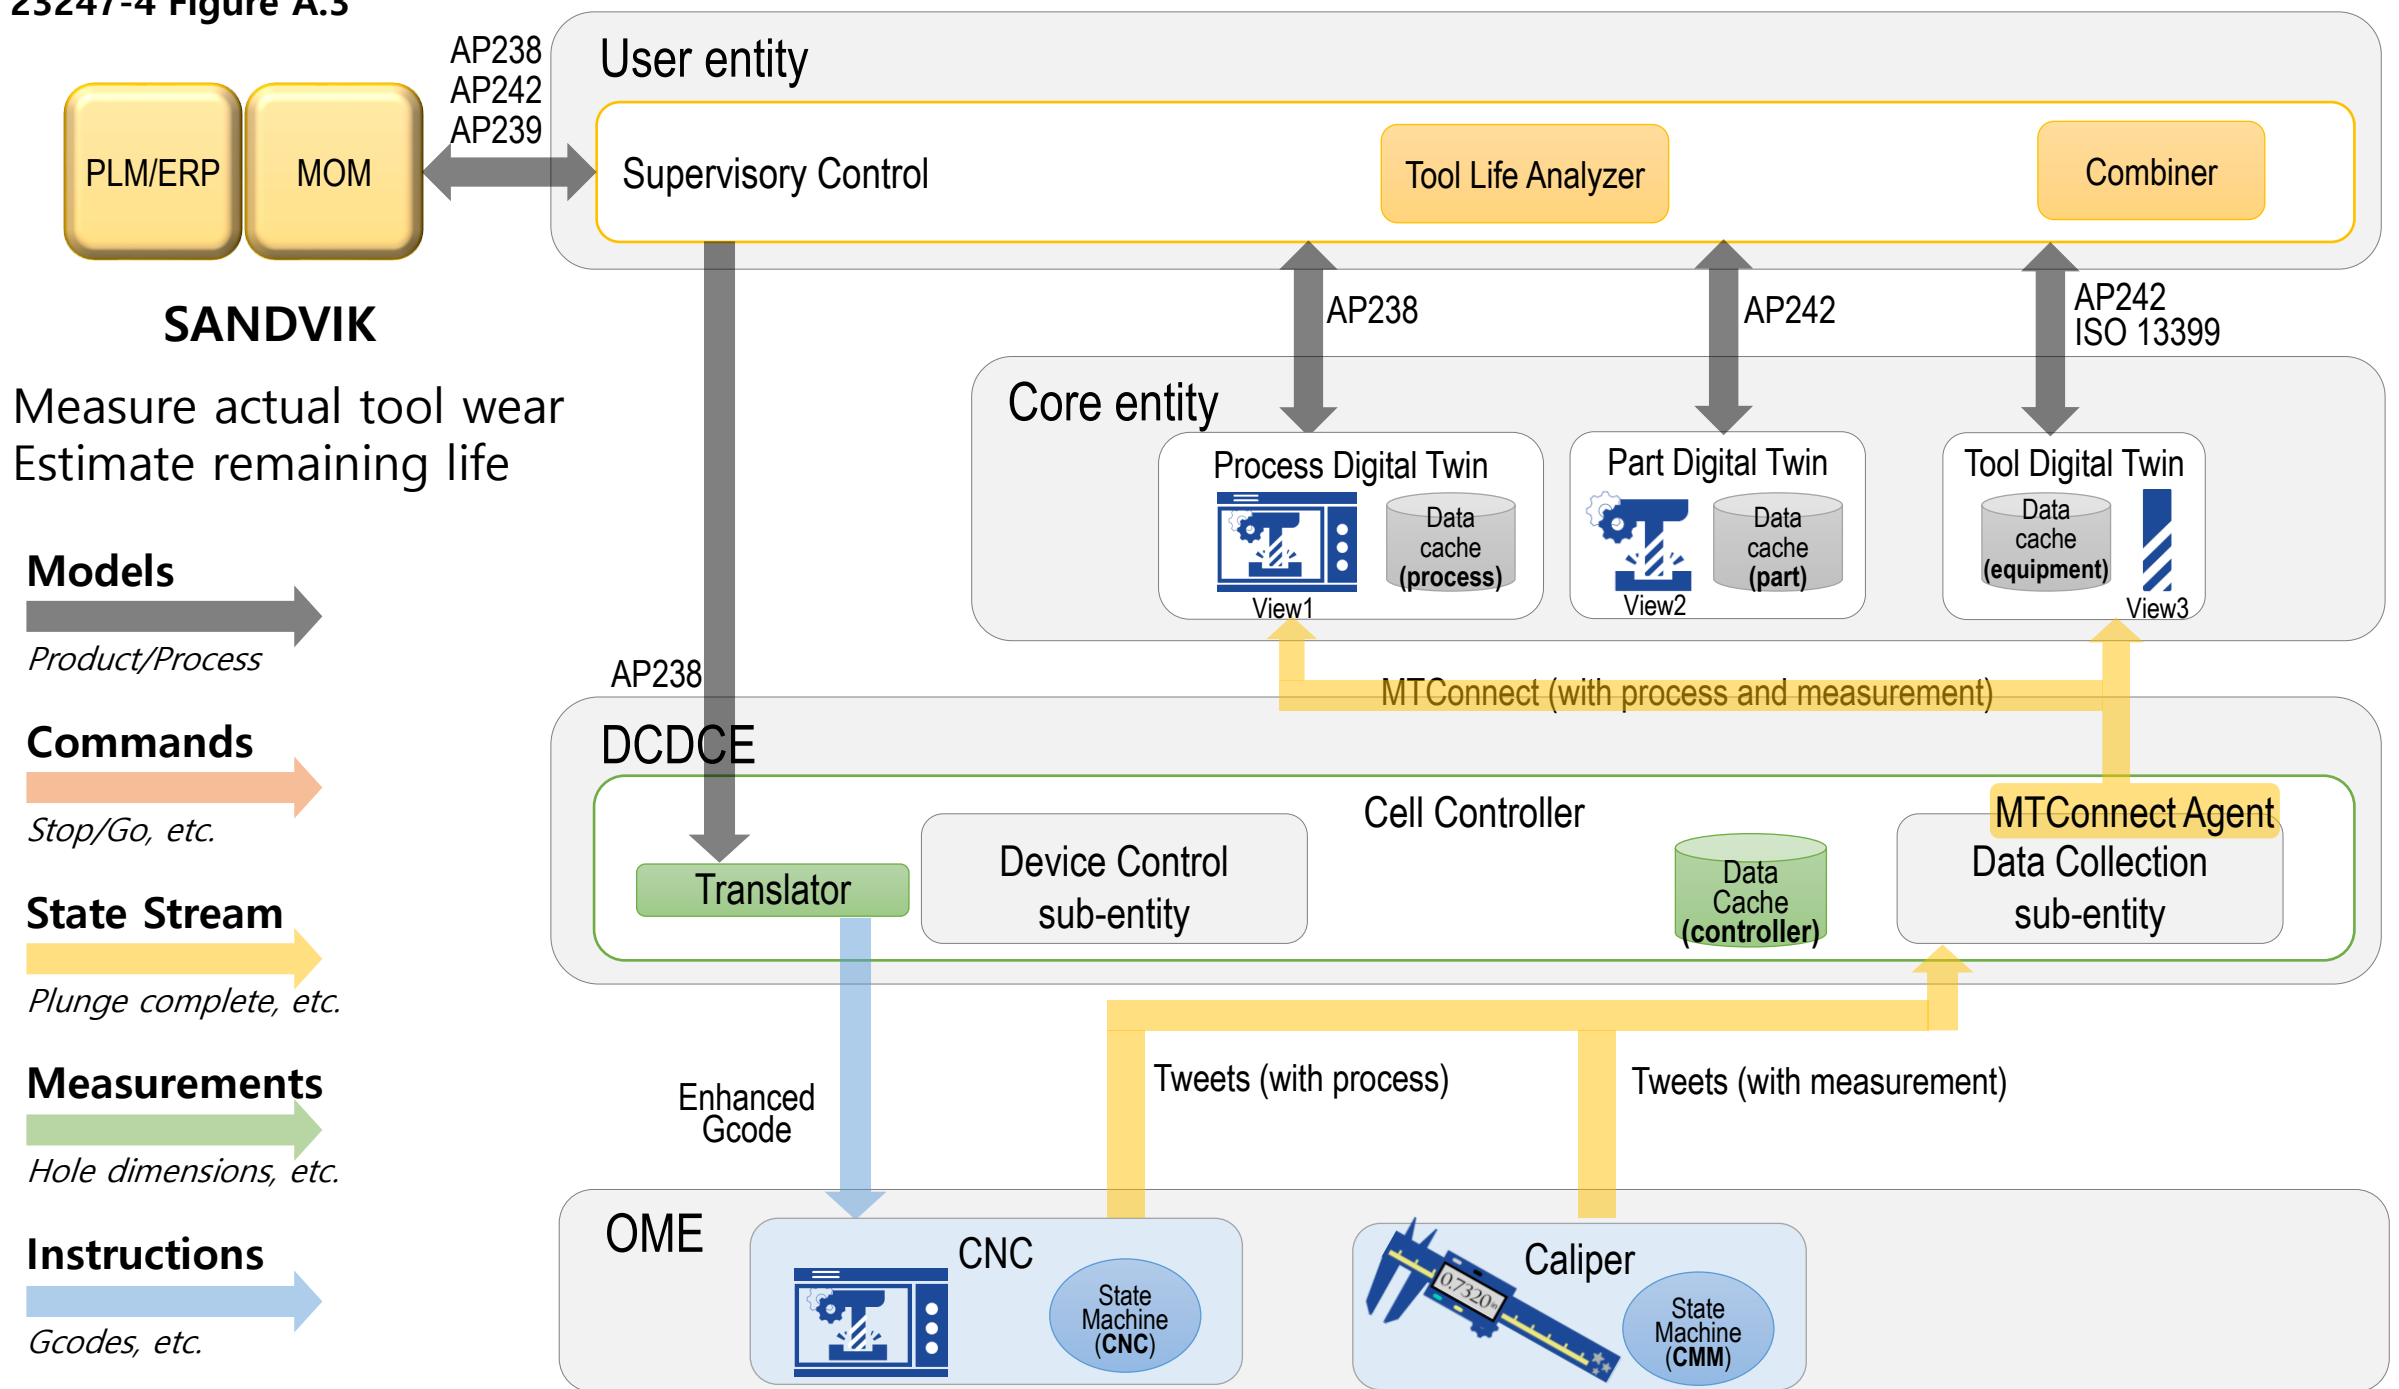 23247-4 Figure A.3
AP238
AP242
AP239
PLM/ERP
MOM
User entity
Supervisory Control
Tool Life Analyzer
Combiner
SANDVIK
Measure actual tool wear
Estimate remaining life
AP238
AP242
AP242
ISO 13399
Core entity
Process Digital Twin
Data
cache
(process)
View1
Part Digital Twin
Data
cache
(part)
View2
Tool Digital Twin
Data
cache
(equipment)
View3
Models
Product/Process
Commands
Stop/Go, etc.
State Stream
Plunge complete, etc.
Measurements
Hole dimensions, etc.
Instructions
Gcodes, etc.
AP238
MTConnect (with process and measurement)
DCDCE
Cell Controller
Translator
Device Control
sub-entity
Data
Cache
(controller)
MTConnect Agent
Data Collection
sub-entity
Enhanced
Gcode
Tweets (with process)
Tweets (with measurement)
OME
CNC
State
Machine
(CNC)
Caliper
0.7320 in
State
Machine
(CMM)